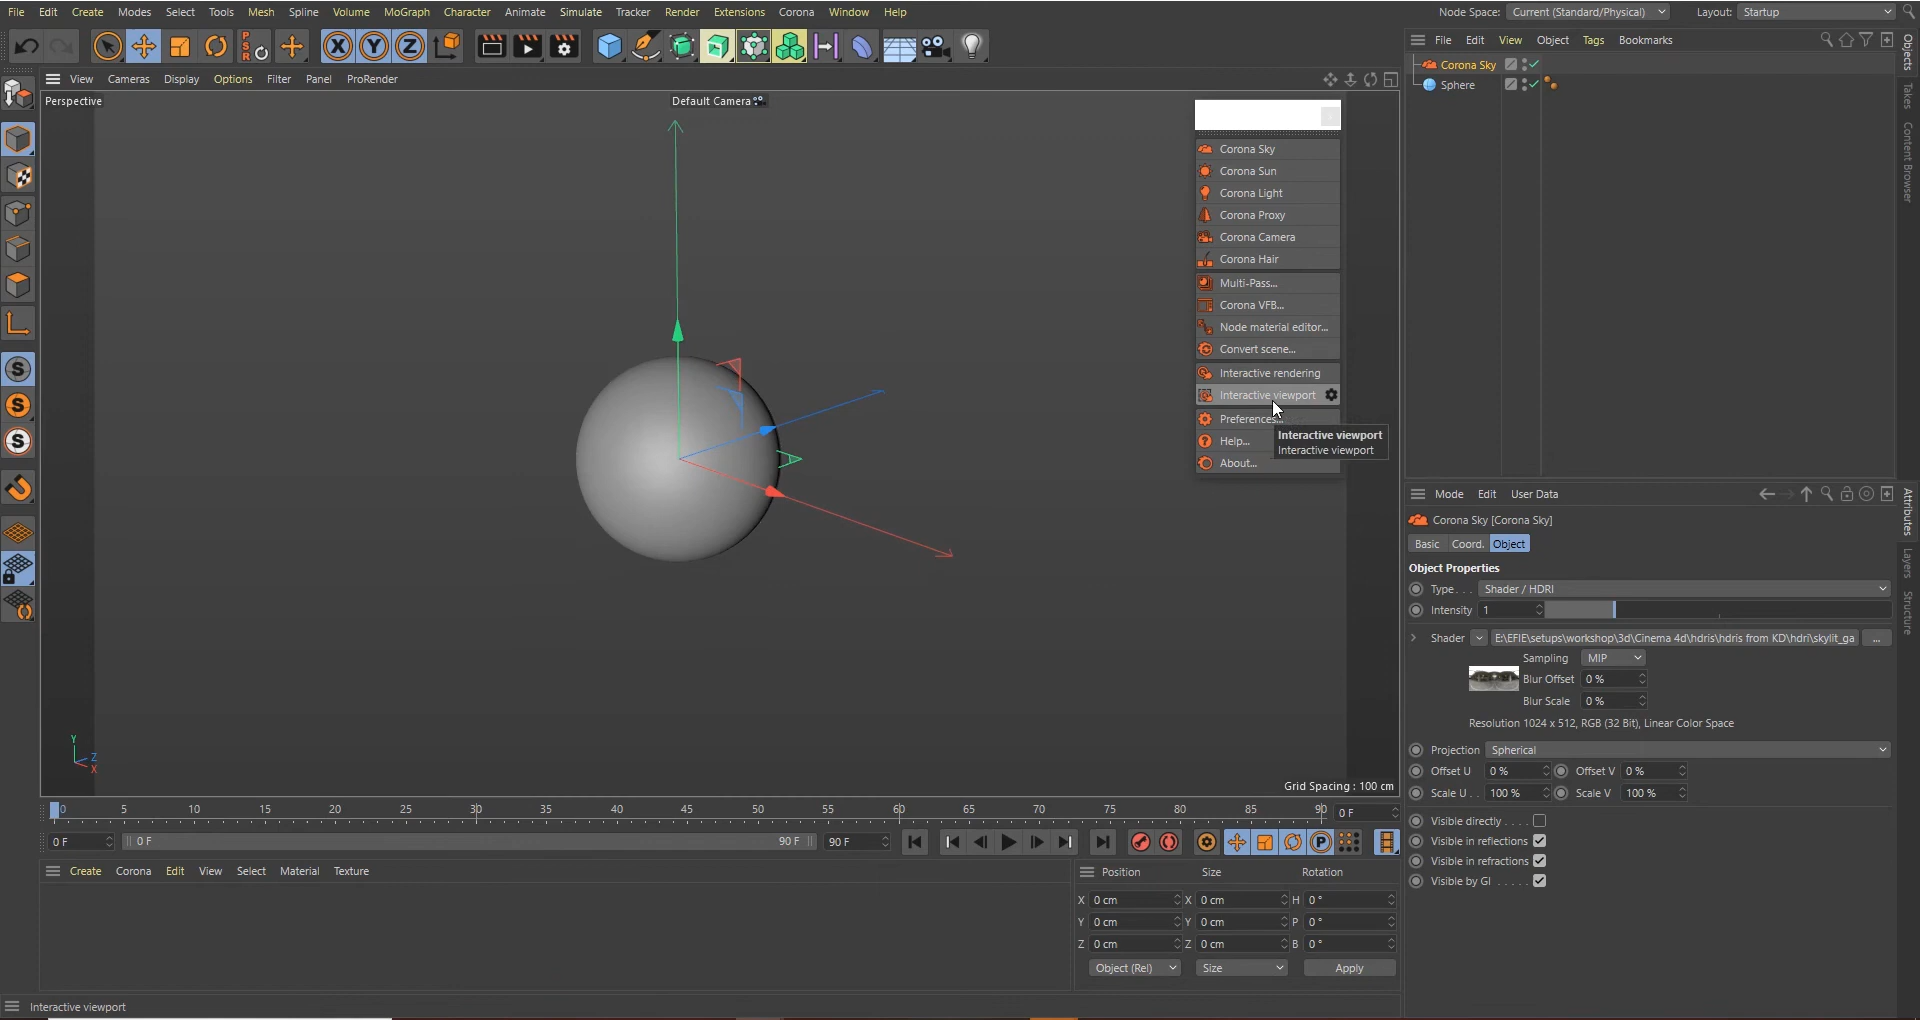 File Edit Create Modes Select Tools Mesh Spline Volume MoGraph Character Animate Simulate Tracker Render Extensions Corona Window Help
Node Space: Current (Standard/Physical) Layout: Startup
PSR X Y Z
View Cameras Display Options Filter Panel ProRender
Perspective
Default Camera
Corona Sky
Corona Sun
Corona Light
Corona Proxy
Corona Camera
Corona Hair
Multi-Pass...
Corona VFB...
Node material editor...
Convert scene...
Interactive rendering
Interactive viewport
Preferences...
Help...
About...
Interactive viewport
Interactive viewport
Y
Z
X
Grid Spacing : 100 cm
0 5 10 15 20 25 30 35 40 45 50 55 60 65 70 75 80 85 90 0 F
0 F 0 F 90 F 90 F
P
Create Corona Edit View Select Material Texture
Position Size Rotation
X 0 cm X 0 cm H 0 °
Y 0 cm Y 0 cm P 0 °
Z 0 cm Z 0 cm B 0 °
Object (Rel) Size Apply
Interactive viewport
File Edit View Object Tags Bookmarks
Corona Sky
Sphere
Objects
Takes
Content Browser
Mode Edit User Data
Corona Sky [Corona Sky]
Basic Coord. Object
Object Properties
Type . . . Shader / HDRI
Intensity 1
Shader E:\EFIE\setups\workshop\3d\Cinema 4d\hdris\hdris from KD\hdri\skylit_ga ...
Sampling MIP
Blur Offset 0 %
Blur Scale 0 %
Resolution 1024 x 512, RGB (32 Bit), Linear Color Space
Projection Spherical
Offset U 0 % Offset V 0 %
Scale U . . 100 % Scale V 100 %
Visible directly . . . .
Visible in reflections
Visible in refractions
Visible by GI . . . . .
Attributes
Layers
Structure